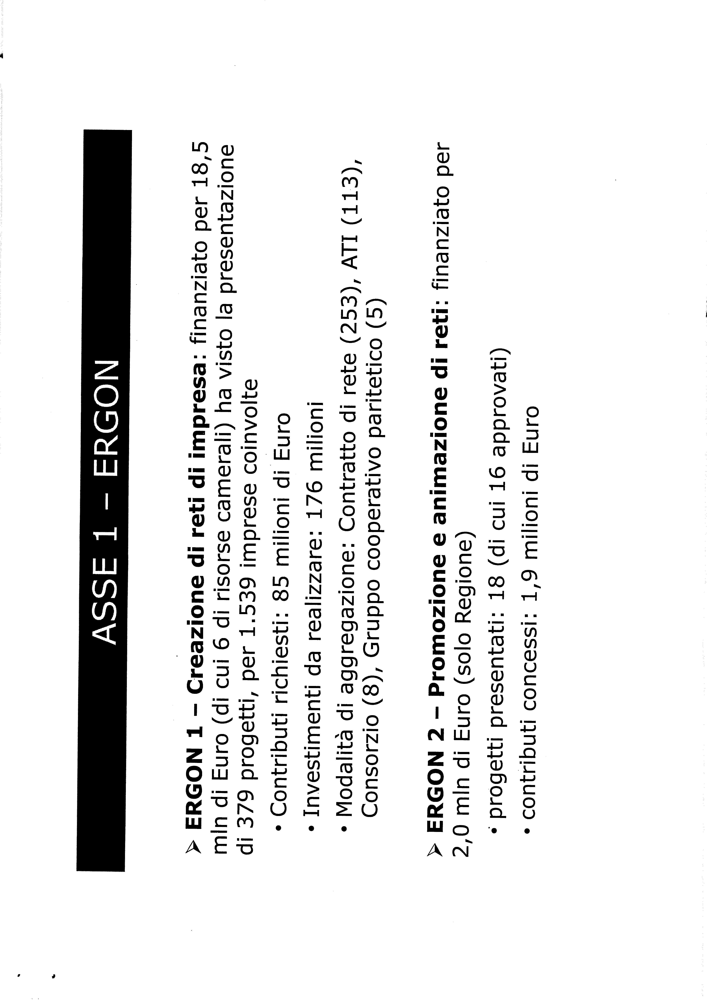 ASSE 1 – ERGON
➢ ERGON 1 – Creazione di reti di impresa: finanziato per 18,5
mln di Euro (di cui 6 di risorse camerali) ha visto la presentazione
di 379 progetti, per 1.539 imprese coinvolte
• Contributi richiesti: 85 milioni di Euro
• Investimenti da realizzare: 176 milioni
• Modalità di aggregazione: Contratto di rete (253), ATI (113),
Consorzio (8), Gruppo cooperativo paritetico (5)
➢ ERGON 2 – Promozione e animazione di reti: finanziato per
2,0 mln di Euro (solo Regione)
• progetti presentati: 18 (di cui 16 approvati)
• contributi concessi: 1,9 milioni di Euro